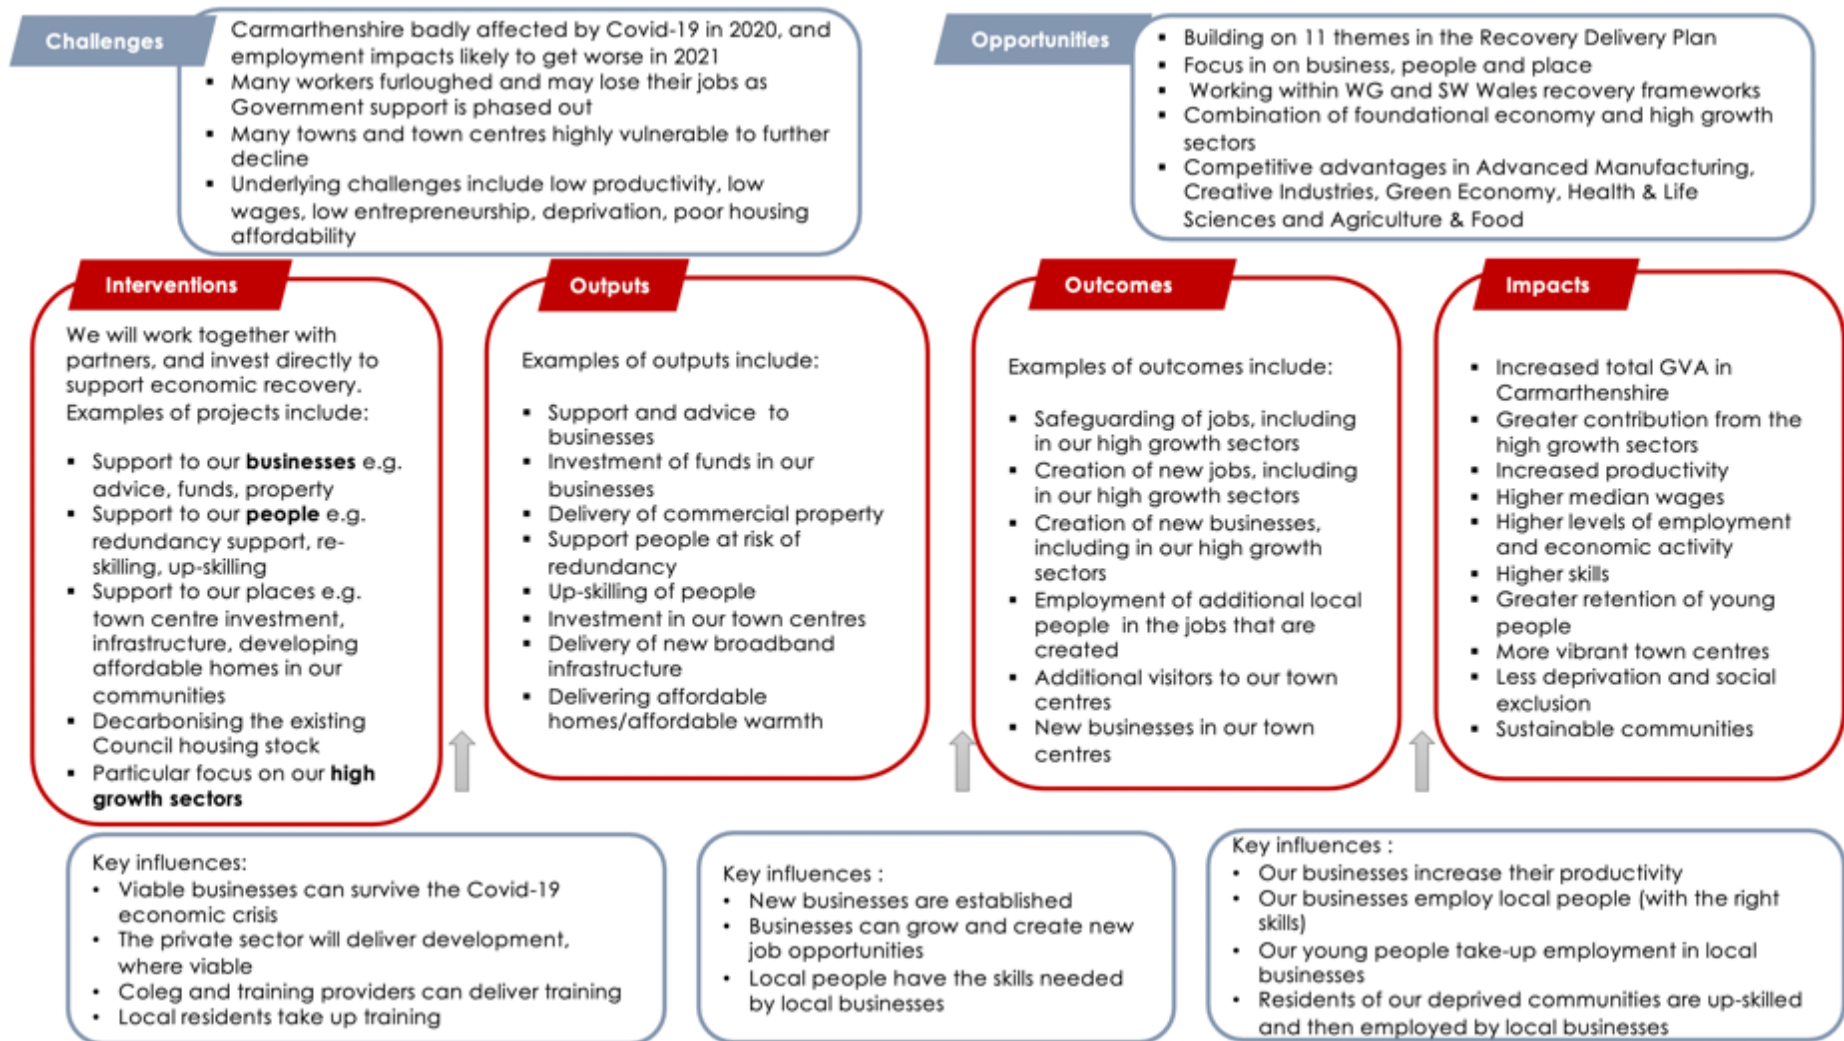 Challenges
Carmarthenshire badly affected by Covid-19 in 2020, and
employment impacts likely to get worse in 2021
▪ Many workers furloughed and may lose their jobs as
Government support is phased out
▪ Many towns and town centres highly vulnerable to further
decline
▪ Underlying challenges include low productivity, low
wages, low entrepreneurship, deprivation, poor housing
affordability
Opportunities
▪ Building on 11 themes in the Recovery Delivery Plan
▪ Focus in on business, people and place
▪ Working within WG and SW Wales recovery frameworks
▪ Combination of foundational economy and high growth
sectors
▪ Competitive advantages in Advanced Manufacturing,
Creative Industries, Green Economy, Health & Life
Sciences and Agriculture & Food
Interventions
We will work together with
partners, and invest directly to
support economic recovery.
Examples of projects include:
▪ Support to our businesses e.g.
advice, funds, property
▪ Support to our people e.g.
redundancy support, re-
skilling, up-skilling
▪ Support to our places e.g.
town centre investment,
infrastructure, developing
affordable homes in our
communities
▪ Decarbonising the existing
Council housing stock
▪ Particular focus on our high
growth sectors
Outputs
Examples of outputs include:
▪ Support and advice to
businesses
▪ Investment of funds in our
businesses
▪ Delivery of commercial property
▪ Support people at risk of
redundancy
▪ Up-skilling of people
▪ Investment in our town centres
▪ Delivery of new broadband
infrastructure
▪ Delivering affordable
homes/affordable warmth
Outcomes
Examples of outcomes include:
▪ Safeguarding of jobs, including
in our high growth sectors
▪ Creation of new jobs, including
in our high growth sectors
▪ Creation of new businesses,
including in our high growth
sectors
▪ Employment of additional local
people in the jobs that are
created
▪ Additional visitors to our town
centres
▪ New businesses in our town
centres
Impacts
▪ Increased total GVA in
Carmarthenshire
▪ Greater contribution from the
high growth sectors
▪ Increased productivity
▪ Higher median wages
▪ Higher levels of employment
and economic activity
▪ Higher skills
▪ Greater retention of young
people
▪ More vibrant town centres
▪ Less deprivation and social
exclusion
▪ Sustainable communities
Key influences:
• Viable businesses can survive the Covid-19
economic crisis
• The private sector will deliver development,
where viable
• Coleg and training providers can deliver training
• Local residents take up training
Key influences :
• New businesses are established
• Businesses can grow and create new
job opportunities
• Local people have the skills needed
by local businesses
Key influences :
• Our businesses increase their productivity
• Our businesses employ local people (with the right
skills)
• Our young people take-up employment in local
businesses
• Residents of our deprived communities are up-skilled
and then employed by local businesses